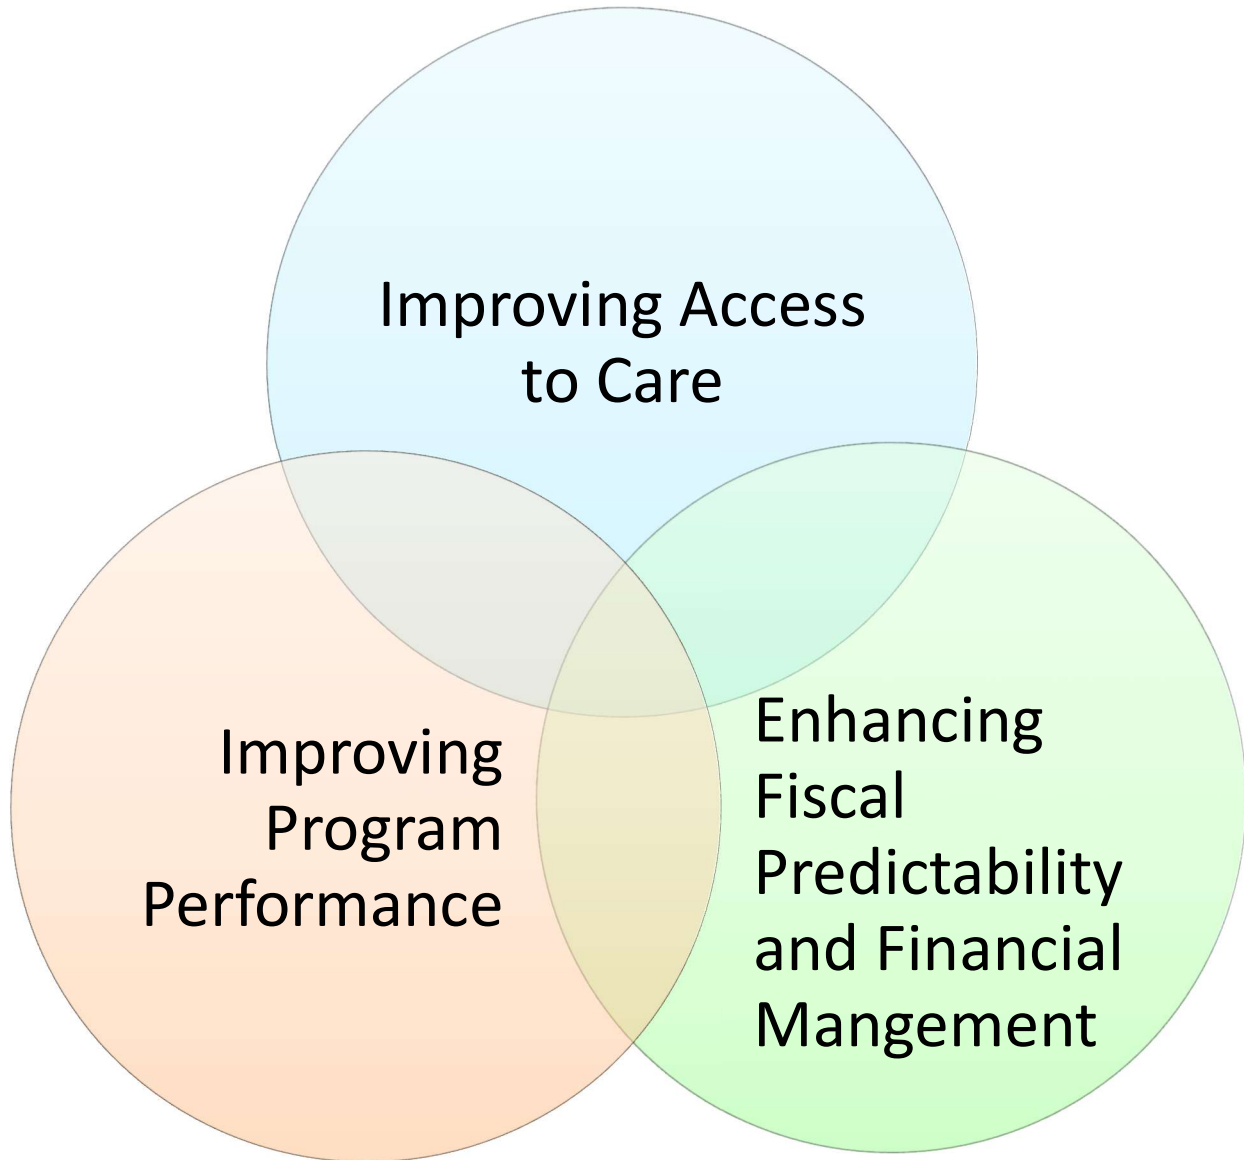 Improving Access
to Care
Improving
Program
Performance
Enhancing
Fiscal
Predictability
and Financial
Mangement